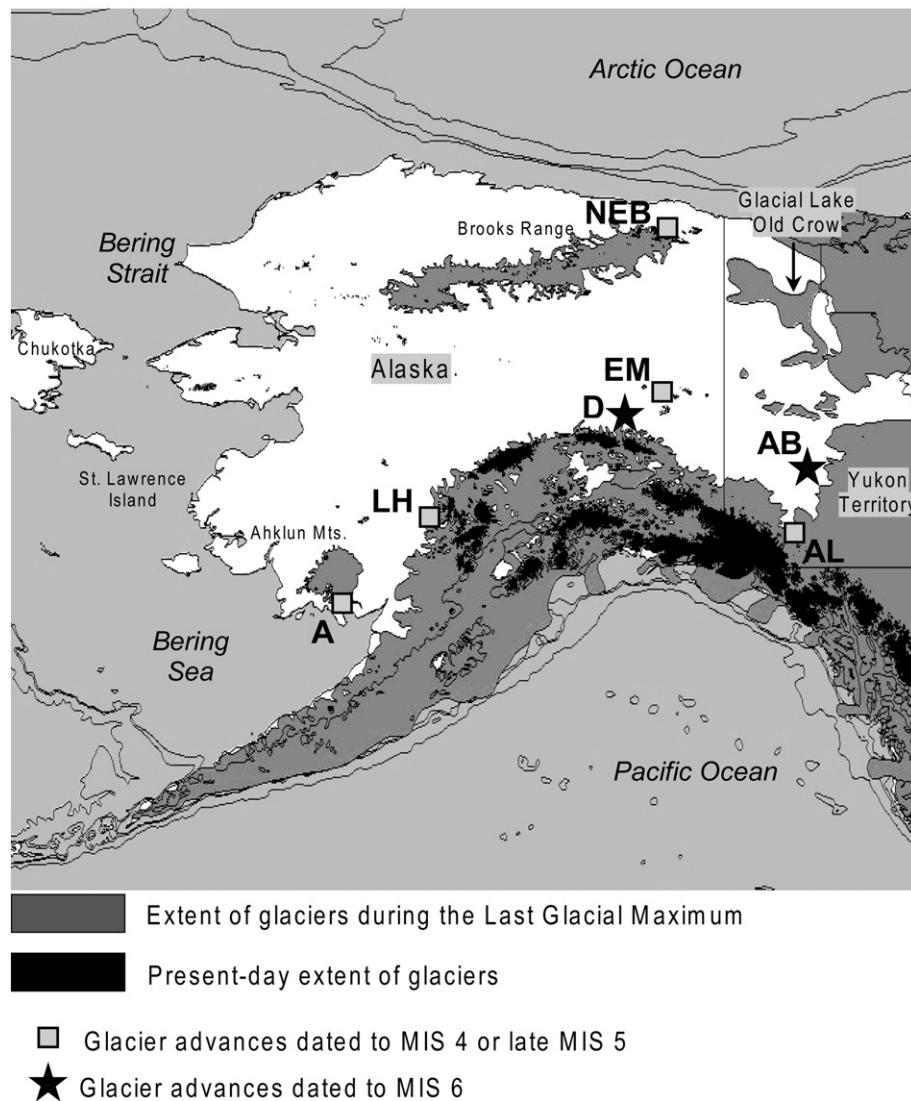 Arctic Ocean
Glacial Lake
Old Crow
NEB
Brooks Range
Bering
Strait
Chukotka
Alaska
EM
D
AB
St. Lawrence
Island
LH
Yukon
Territory
Ahklun Mts.
AL
A
Bering
Sea
Pacific Ocean
Extent of glaciers during the Last Glacial Maximum
Present-day extent of glaciers
Glacier advances dated to MIS 4 or late MIS 5
Glacier advances dated to MIS 6